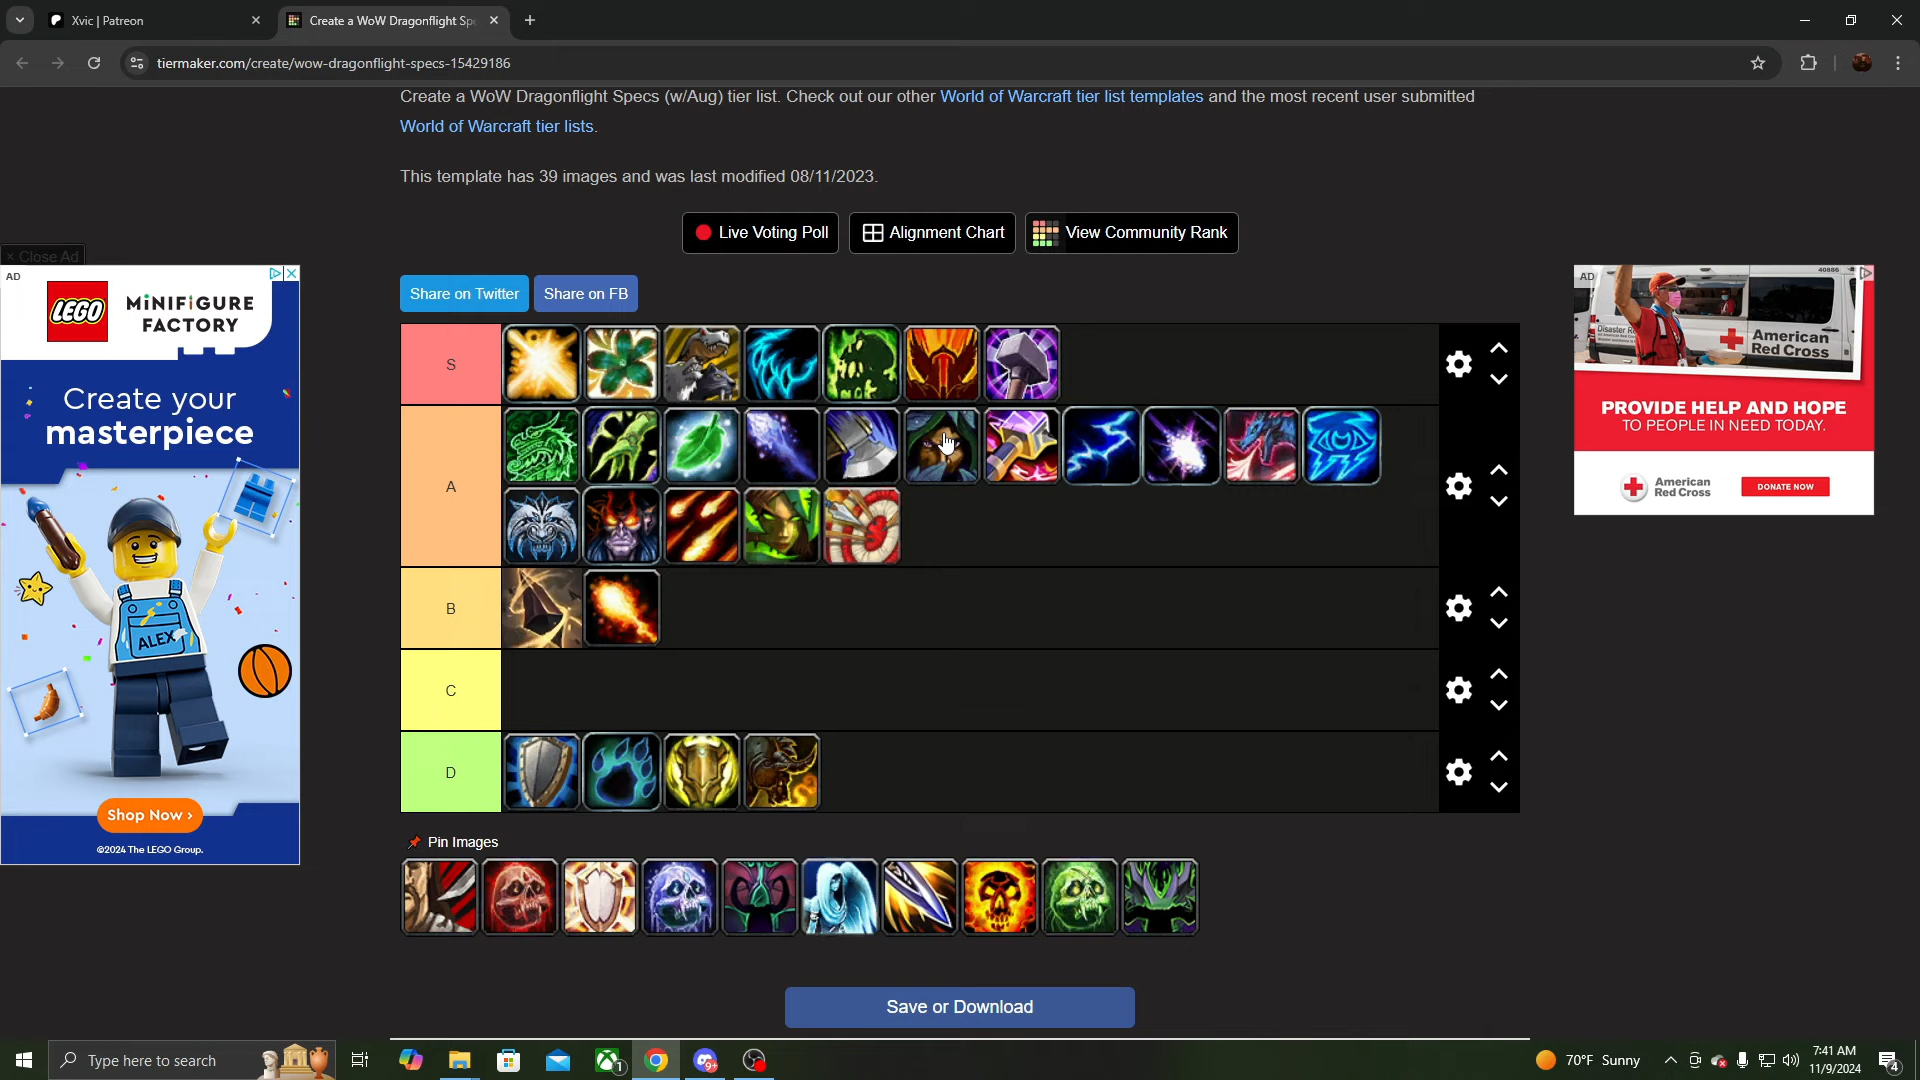 Xvic | Patreon
Create a WoW Dragonflight Spe
tiermaker.com/create/wow-dragonflight-specs-15429186
Create a WoW Dragonflight Specs (w/Aug) tier list. Check out our other World of Warcraft tier list templates and the most recent user submitted
World of Warcraft tier lists.
This template has 39 images and was last modified 08/11/2023.
Live Voting Poll
Alignment Chart
View Community Rank
× Close Ad
Share on Twitter
Share on FB
AD
LEGO
MINIFIGURE
FACTORY
Create your
masterpiece
ALEX
Shop Now ›
©2024 The LEGO Group.
S
A
B
C
D
AD
40886
American
Red Cross
PROVIDE HELP AND HOPE
TO PEOPLE IN NEED TODAY.
American
Red Cross
DONATE NOW
Pin Images
Save or Download
Type here to search
1
9+
70°F Sunny
7:41 AM
11/9/2024
4